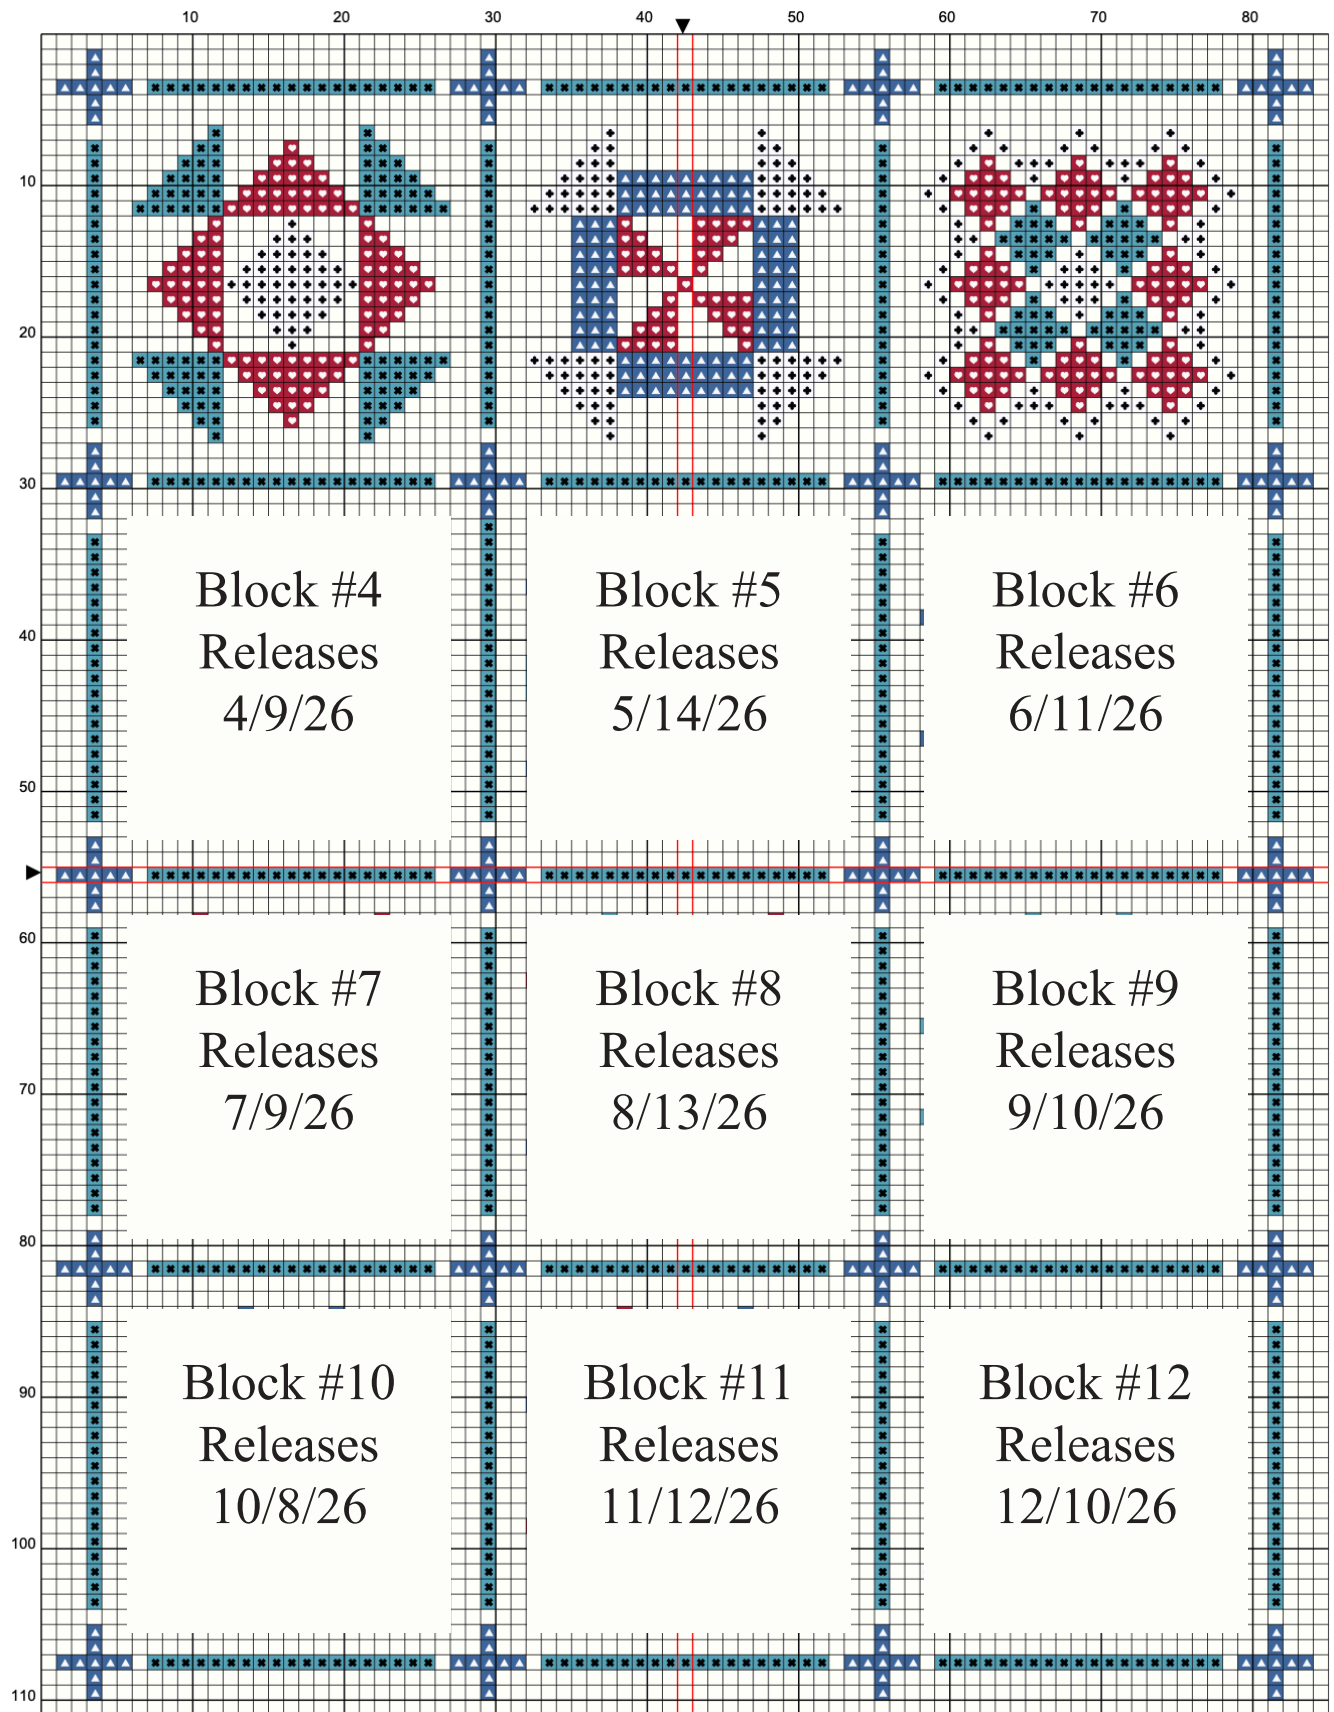 10 20 30 40 50 60 70 80
10
20
30
Block #4
Releases
4/9/26
Block #5
Releases
5/14/26
Block #6
Releases
6/11/26
40
50
60
Block #7
Releases
7/9/26
Block #8
Releases
8/13/26
Block #9
Releases
9/10/26
70
80
Block #10
Releases
10/8/26
Block #11
Releases
11/12/26
Block #12
Releases
12/10/26
90
100
110